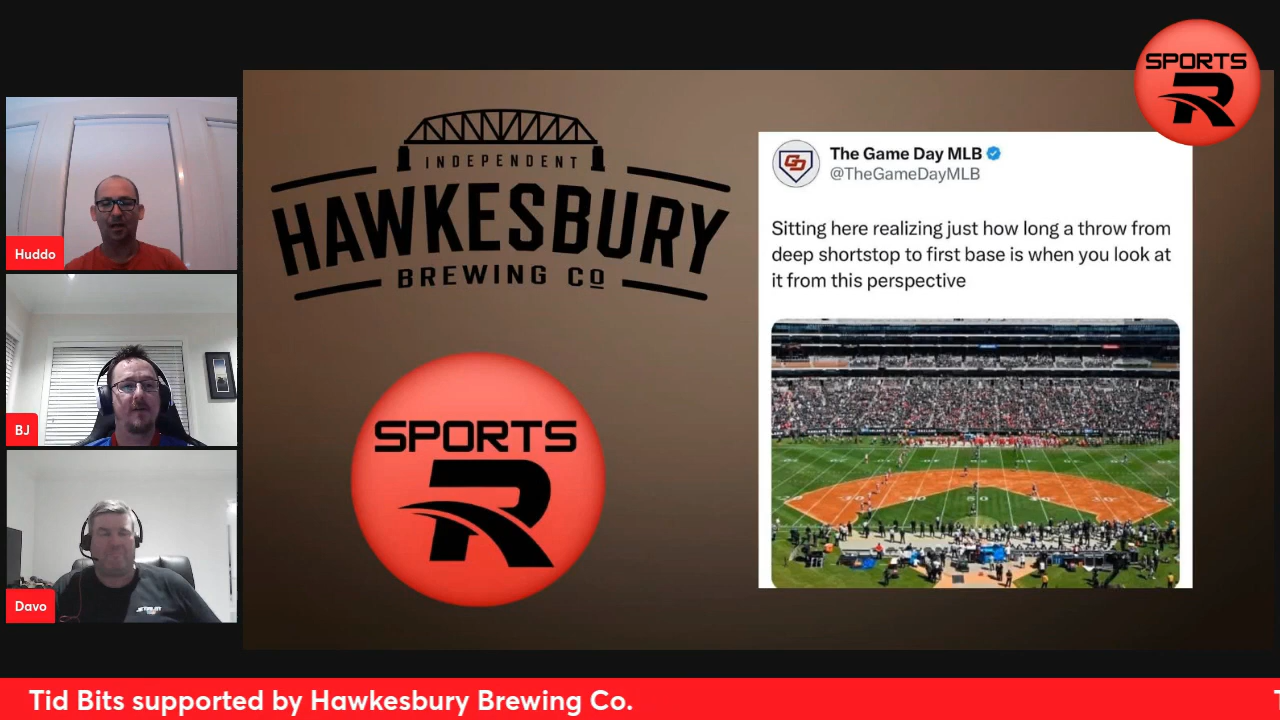 SPORTS
R
INDEPENDENT
HAWKESBURY
BREWING CO
The Game Day MLB
@TheGameDayMLB
Sitting here realizing just how long a throw from
deep shortstop to first base is when you look at
it from this perspective
Huddo
BJ
Davo
SPORTS
R
Tid Bits supported by Hawkesbury Brewing Co.